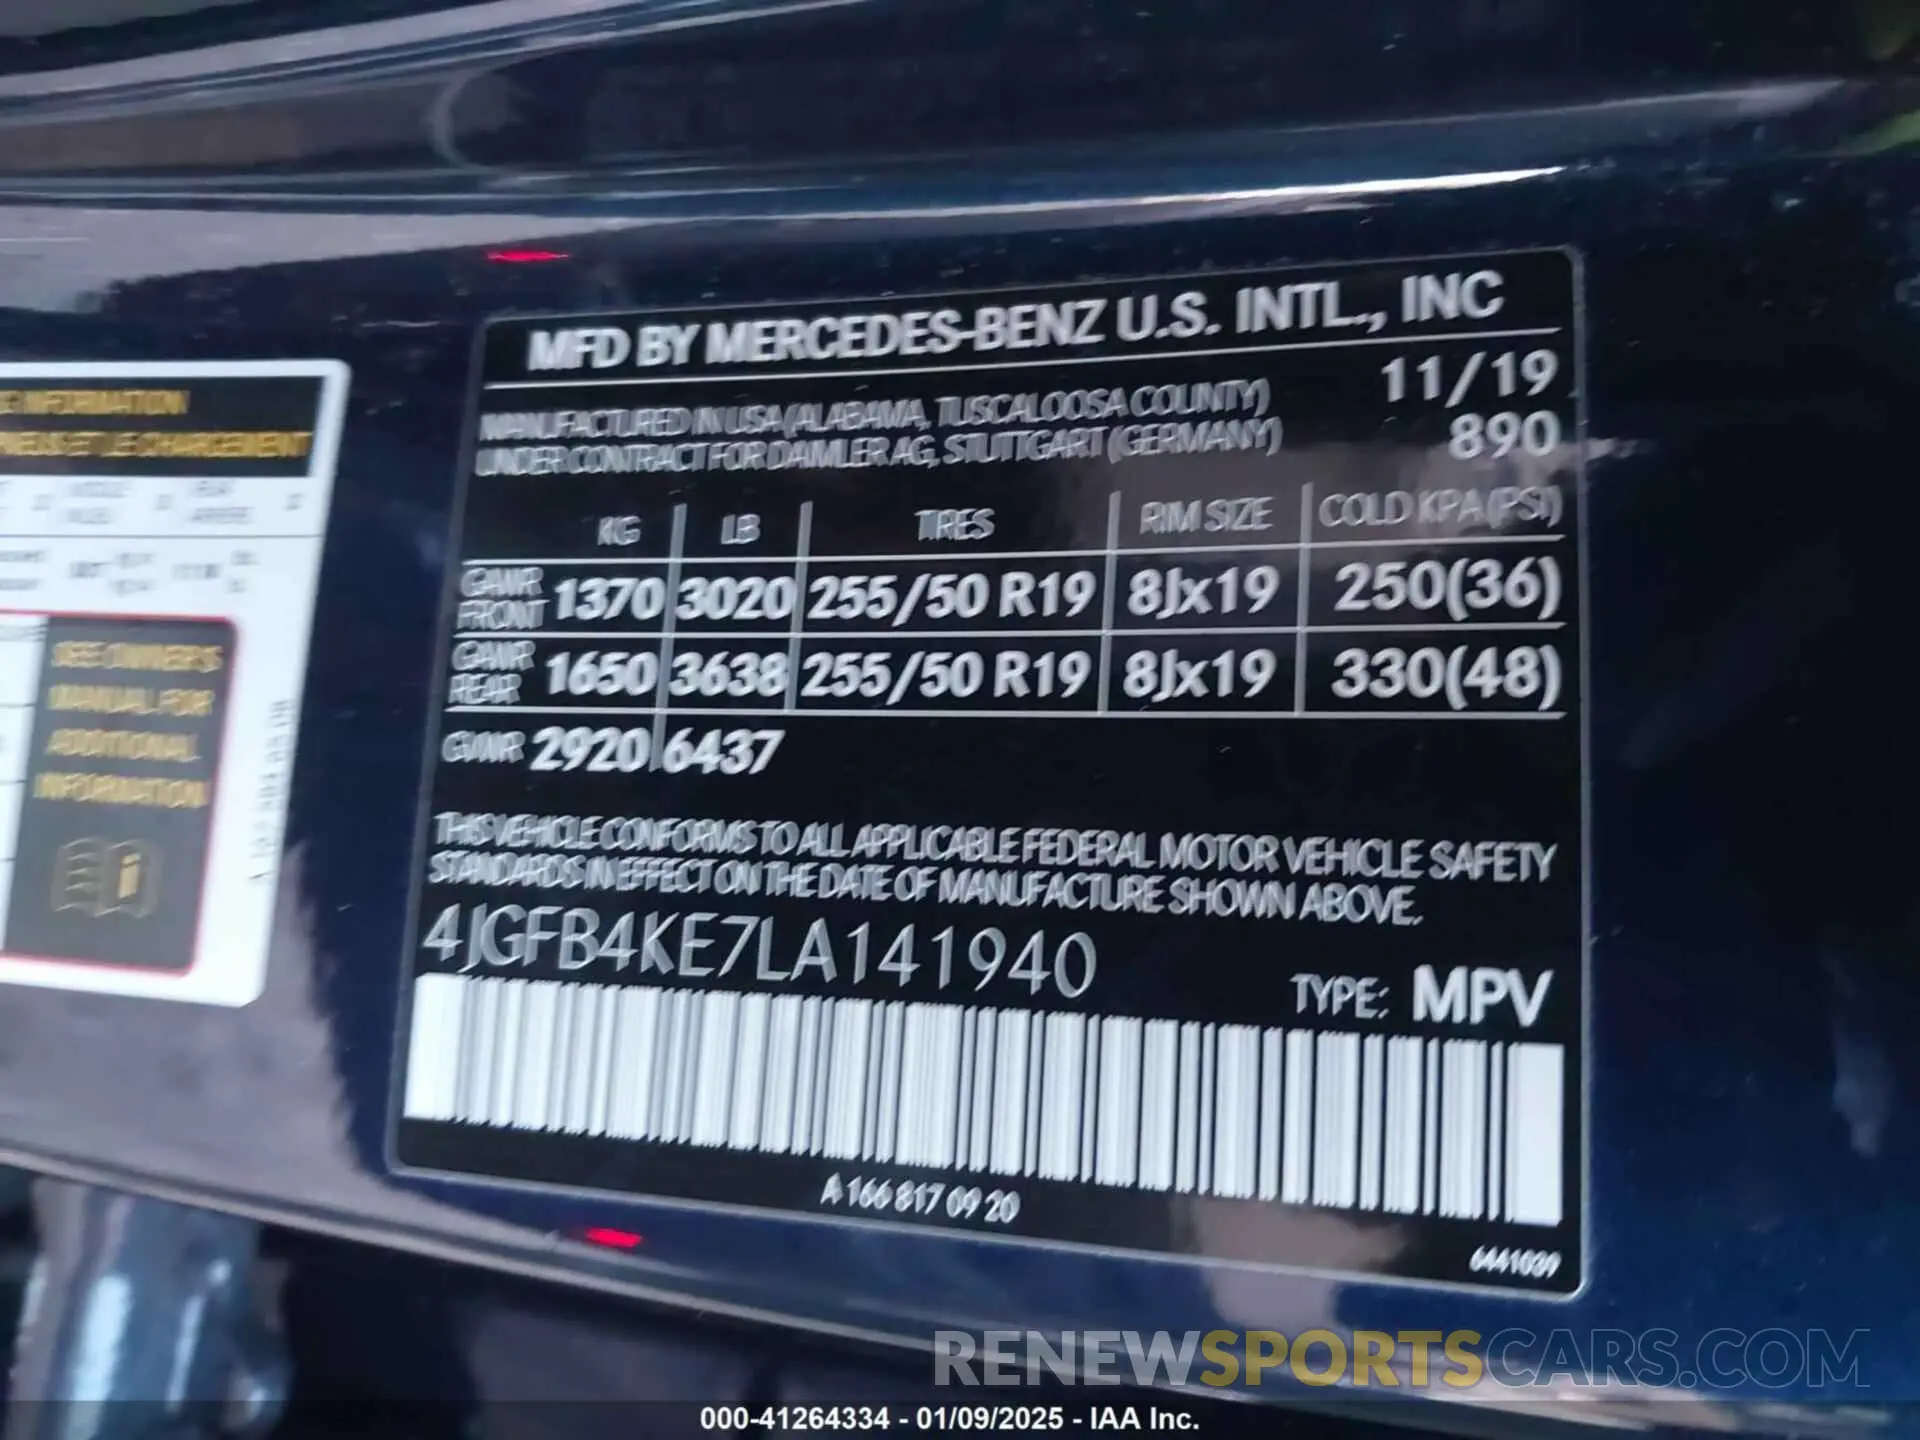 MFD BY MERCEDES-BENZ U.S. INTL., INC
MANUFACTURED IN USA (ALABAMA, TUSCALOOSA COUNTY) 11/19
UNDER CONTRACT FOR DAIMLER AG, STUTTGART (GERMANY) 890
KG LB TIRES RIM SIZE COLD KPA (PSI)
GAWR FRONT 1370 3020 255/50 R19 8Jx19 250(36)
GAWR REAR 1650 3638 255/50 R19 8Jx19 330(48)
GVWR 2920 6437
THIS VEHICLE CONFORMS TO ALL APPLICABLE FEDERAL MOTOR VEHICLE SAFETY
STANDARDS IN EFFECT ON THE DATE OF MANUFACTURE SHOWN ABOVE.
4JGFB4KE7LA141940
TYPE: MPV
A 166 817 09 20
6441039
INFORMATION
ET LE CHARGEMENT
SEE OWNER'S
MANUAL FOR
ADDITIONAL
INFORMATION
RENEWSPORTSCARS.COM
000-41264334 - 01/09/2025 - IAA Inc.